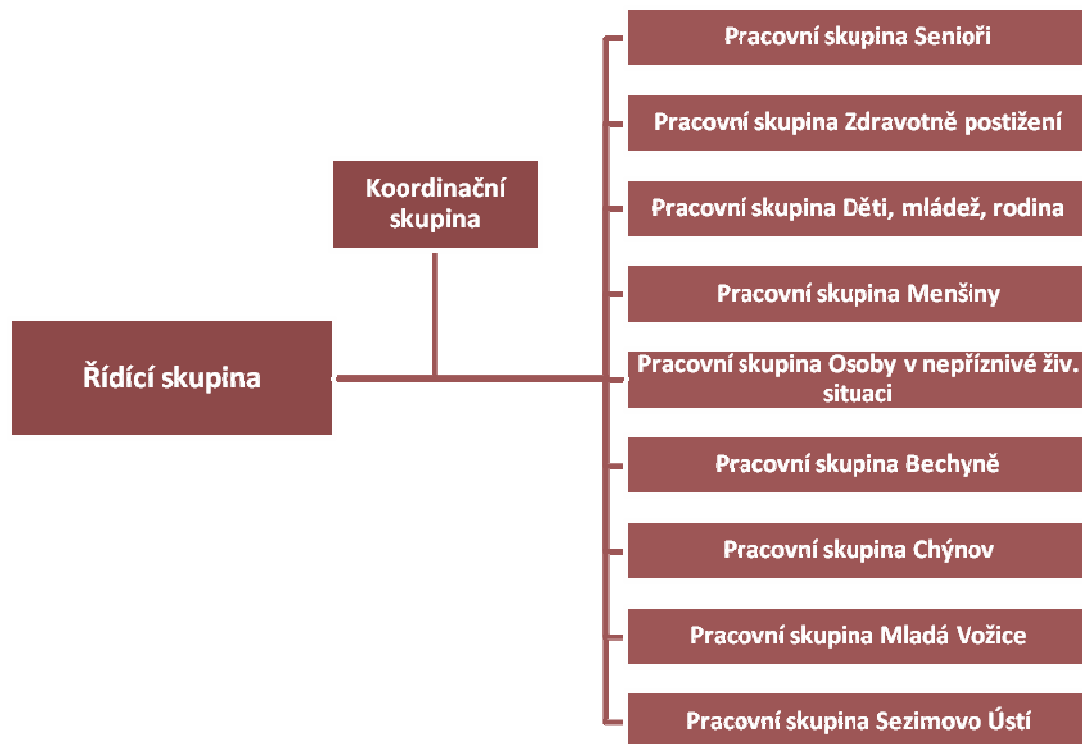 Řídící skupina
Koordinační
skupina
Pracovní skupina Senioři
Pracovní skupina Zdravotně postižení
Pracovní skupina Děti, mládež, rodina
Pracovní skupina Menšiny
Pracovní skupina Osoby v nepříznivé živ.
situaci
Pracovní skupina Bechyně
Pracovní skupina Chýnov
Pracovní skupina Mladá Vožice
Pracovní skupina Sezimovo Ústí